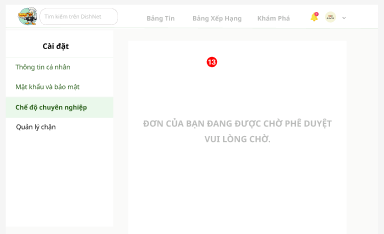 Tìm kiếm trên DishNet
Bảng Tin
Bảng Xếp Hạng
Khám Phá
Cài đặt
Thông tin cá nhân
Mật khẩu và bảo mật
Chế độ chuyên nghiệp
Quản lý chặn
13
ĐƠN CỦA BẠN ĐANG ĐƯỢC CHỜ PHÊ DUYỆT
VUI LÒNG CHỜ.